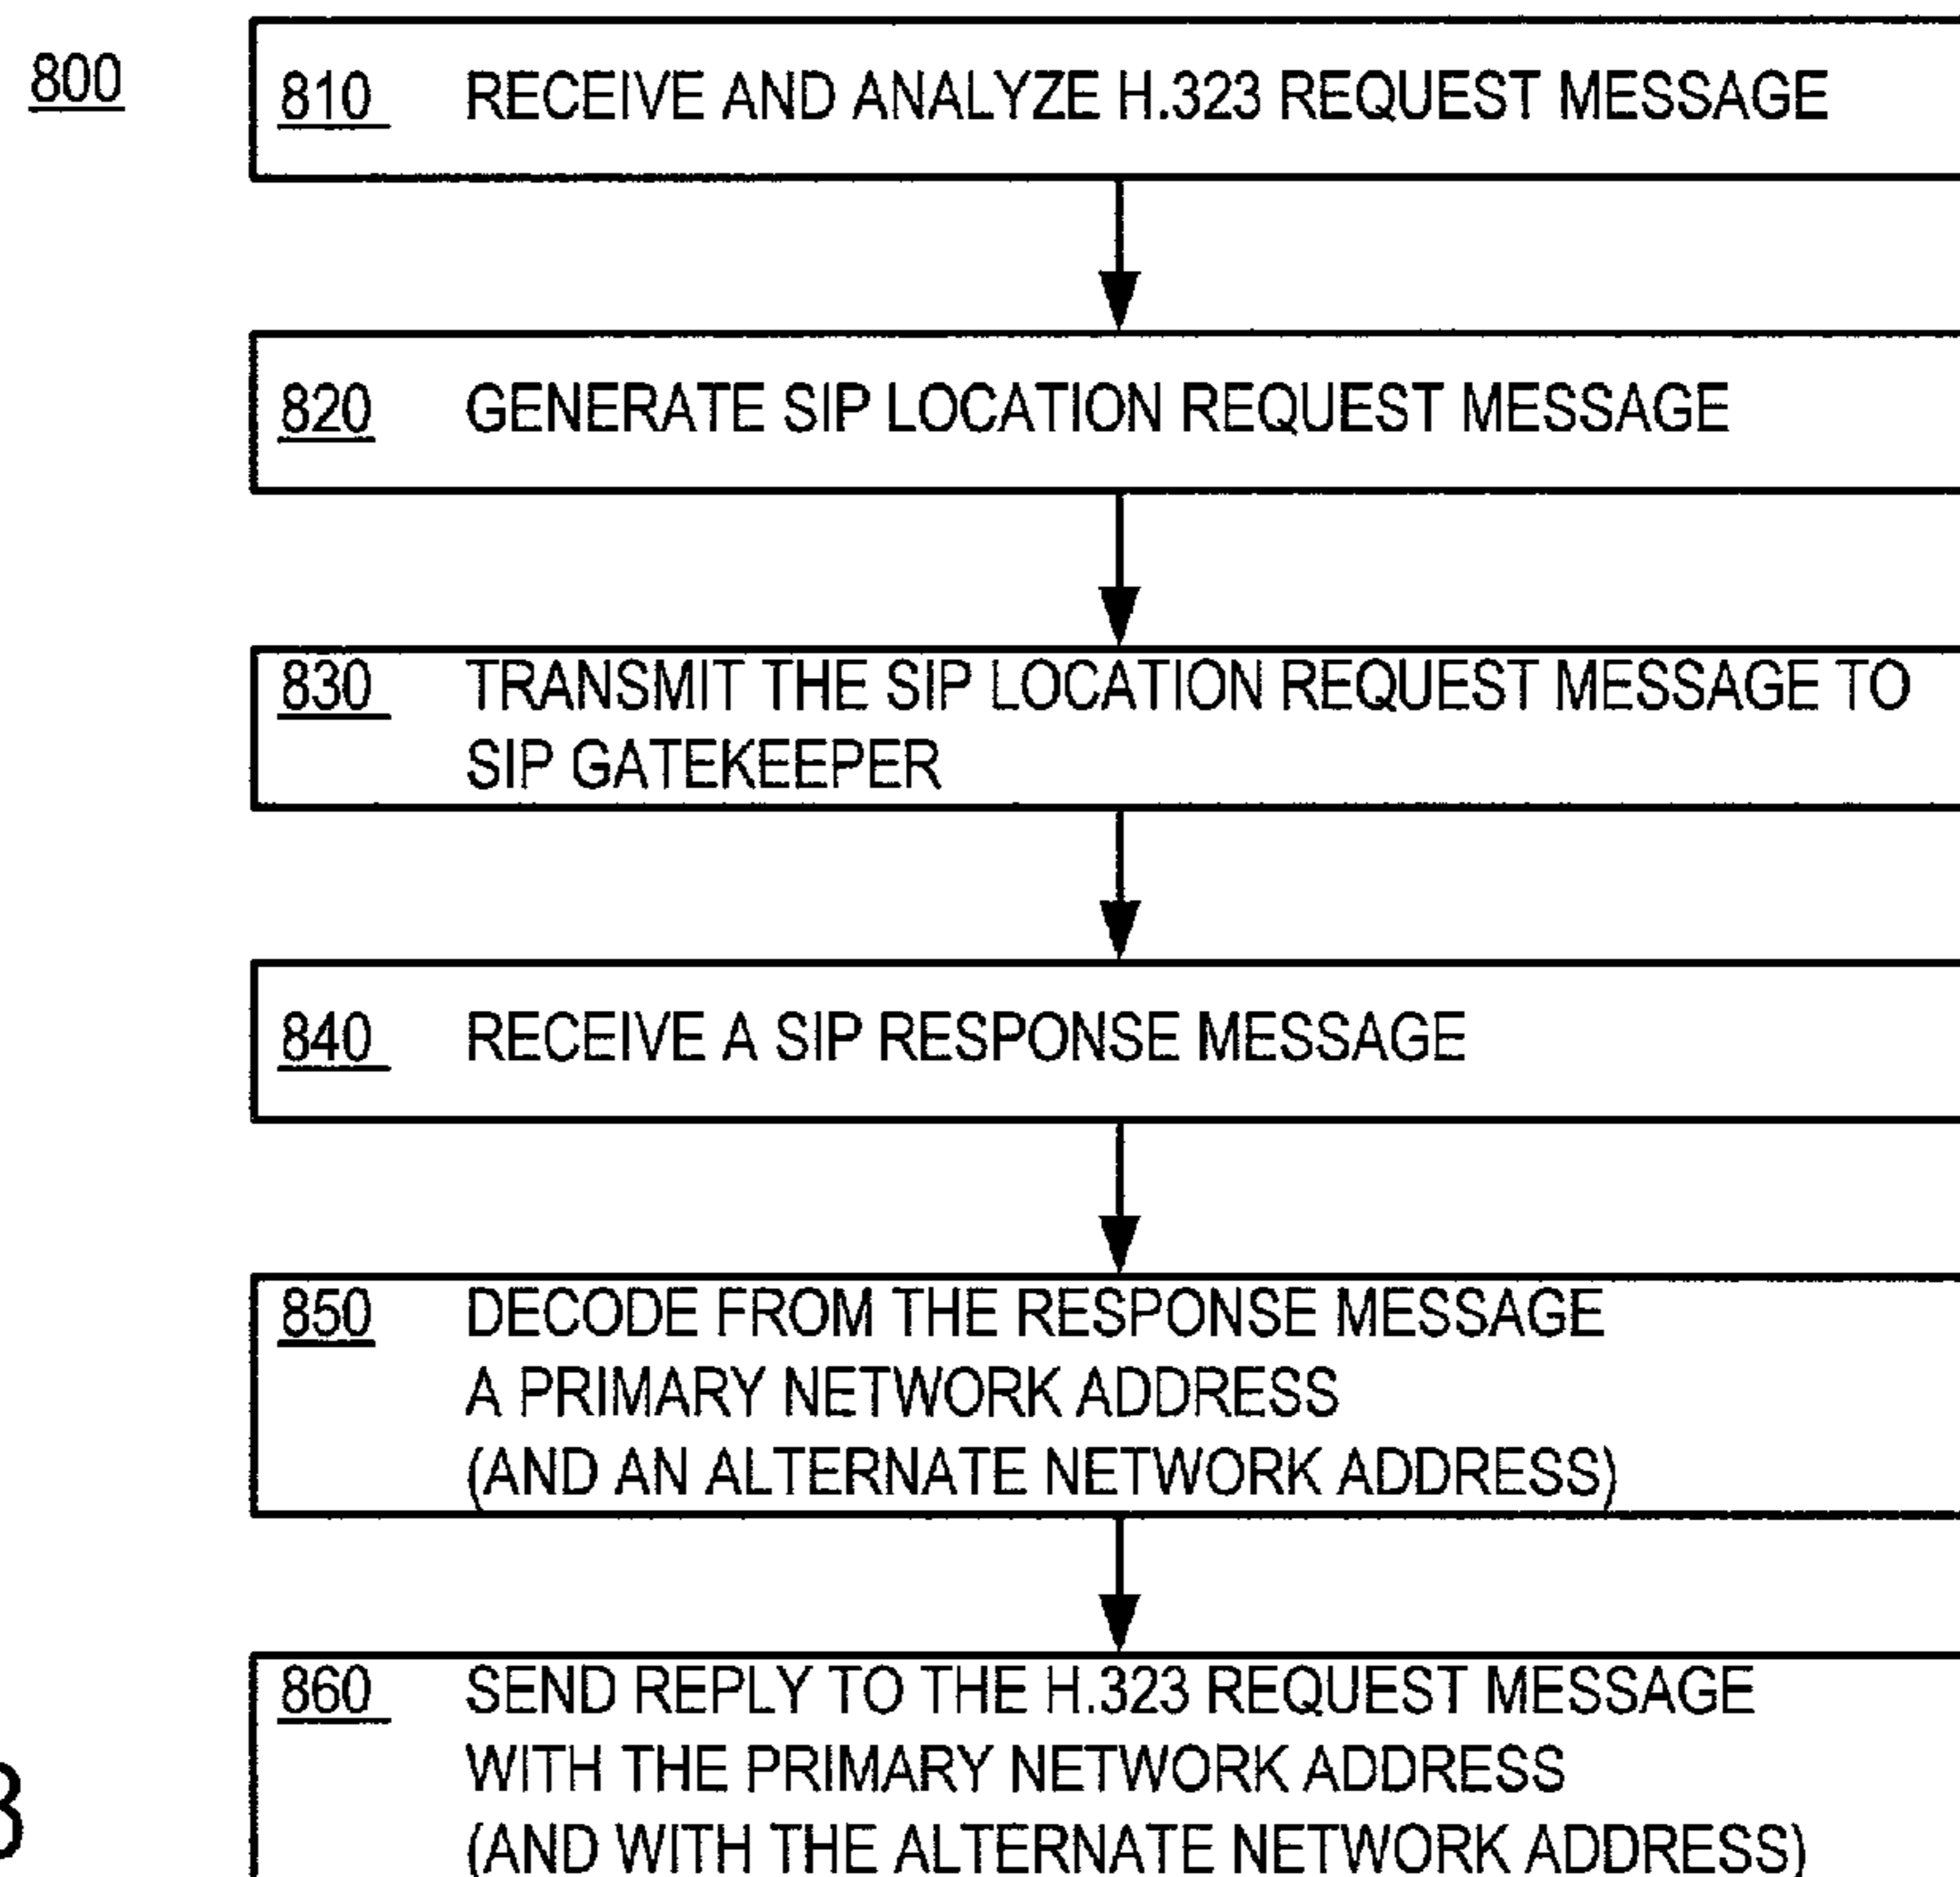 800
810 RECEIVE AND ANALYZE H.323 REQUEST MESSAGE
820 GENERATE SIP LOCATION REQUEST MESSAGE
830 TRANSMIT THE SIP LOCATION REQUEST MESSAGE TO
SIP GATEKEEPER
840 RECEIVE A SIP RESPONSE MESSAGE
850 DECODE FROM THE RESPONSE MESSAGE
A PRIMARY NETWORK ADDRESS
(AND AN ALTERNATE NETWORK ADDRESS)
860 SEND REPLY TO THE H.323 REQUEST MESSAGE
WITH THE PRIMARY NETWORK ADDRESS
(AND WITH THE ALTERNATE NETWORK ADDRESS)